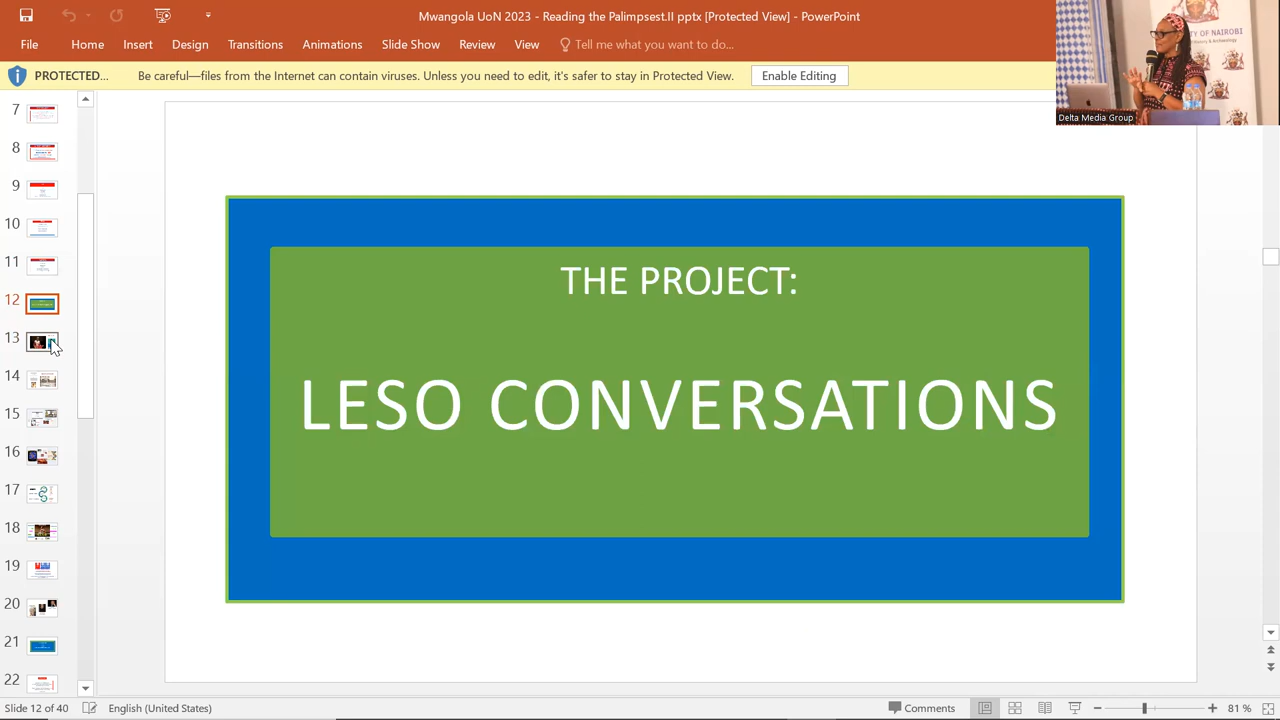 Mwangola UoN 2023 - Reading the Palimpsest.II pptx [Protected View] - PowerPoint
File Home Insert Design Transitions Animations Slide Show Review View Tell me what you want to do...
PROTECTED... Be careful—files from the Internet can contain viruses. Unless you need to edit, it's safer to stay in Protected View. Enable Editing
OF NAIROBI
Delta Media Group
7
8
9
10
11
12
13
14
15
16
17
18
19
20
21
22
THE PROJECT:
LESO CONVERSATIONS
Slide 12 of 40 English (United States) Comments 81 %